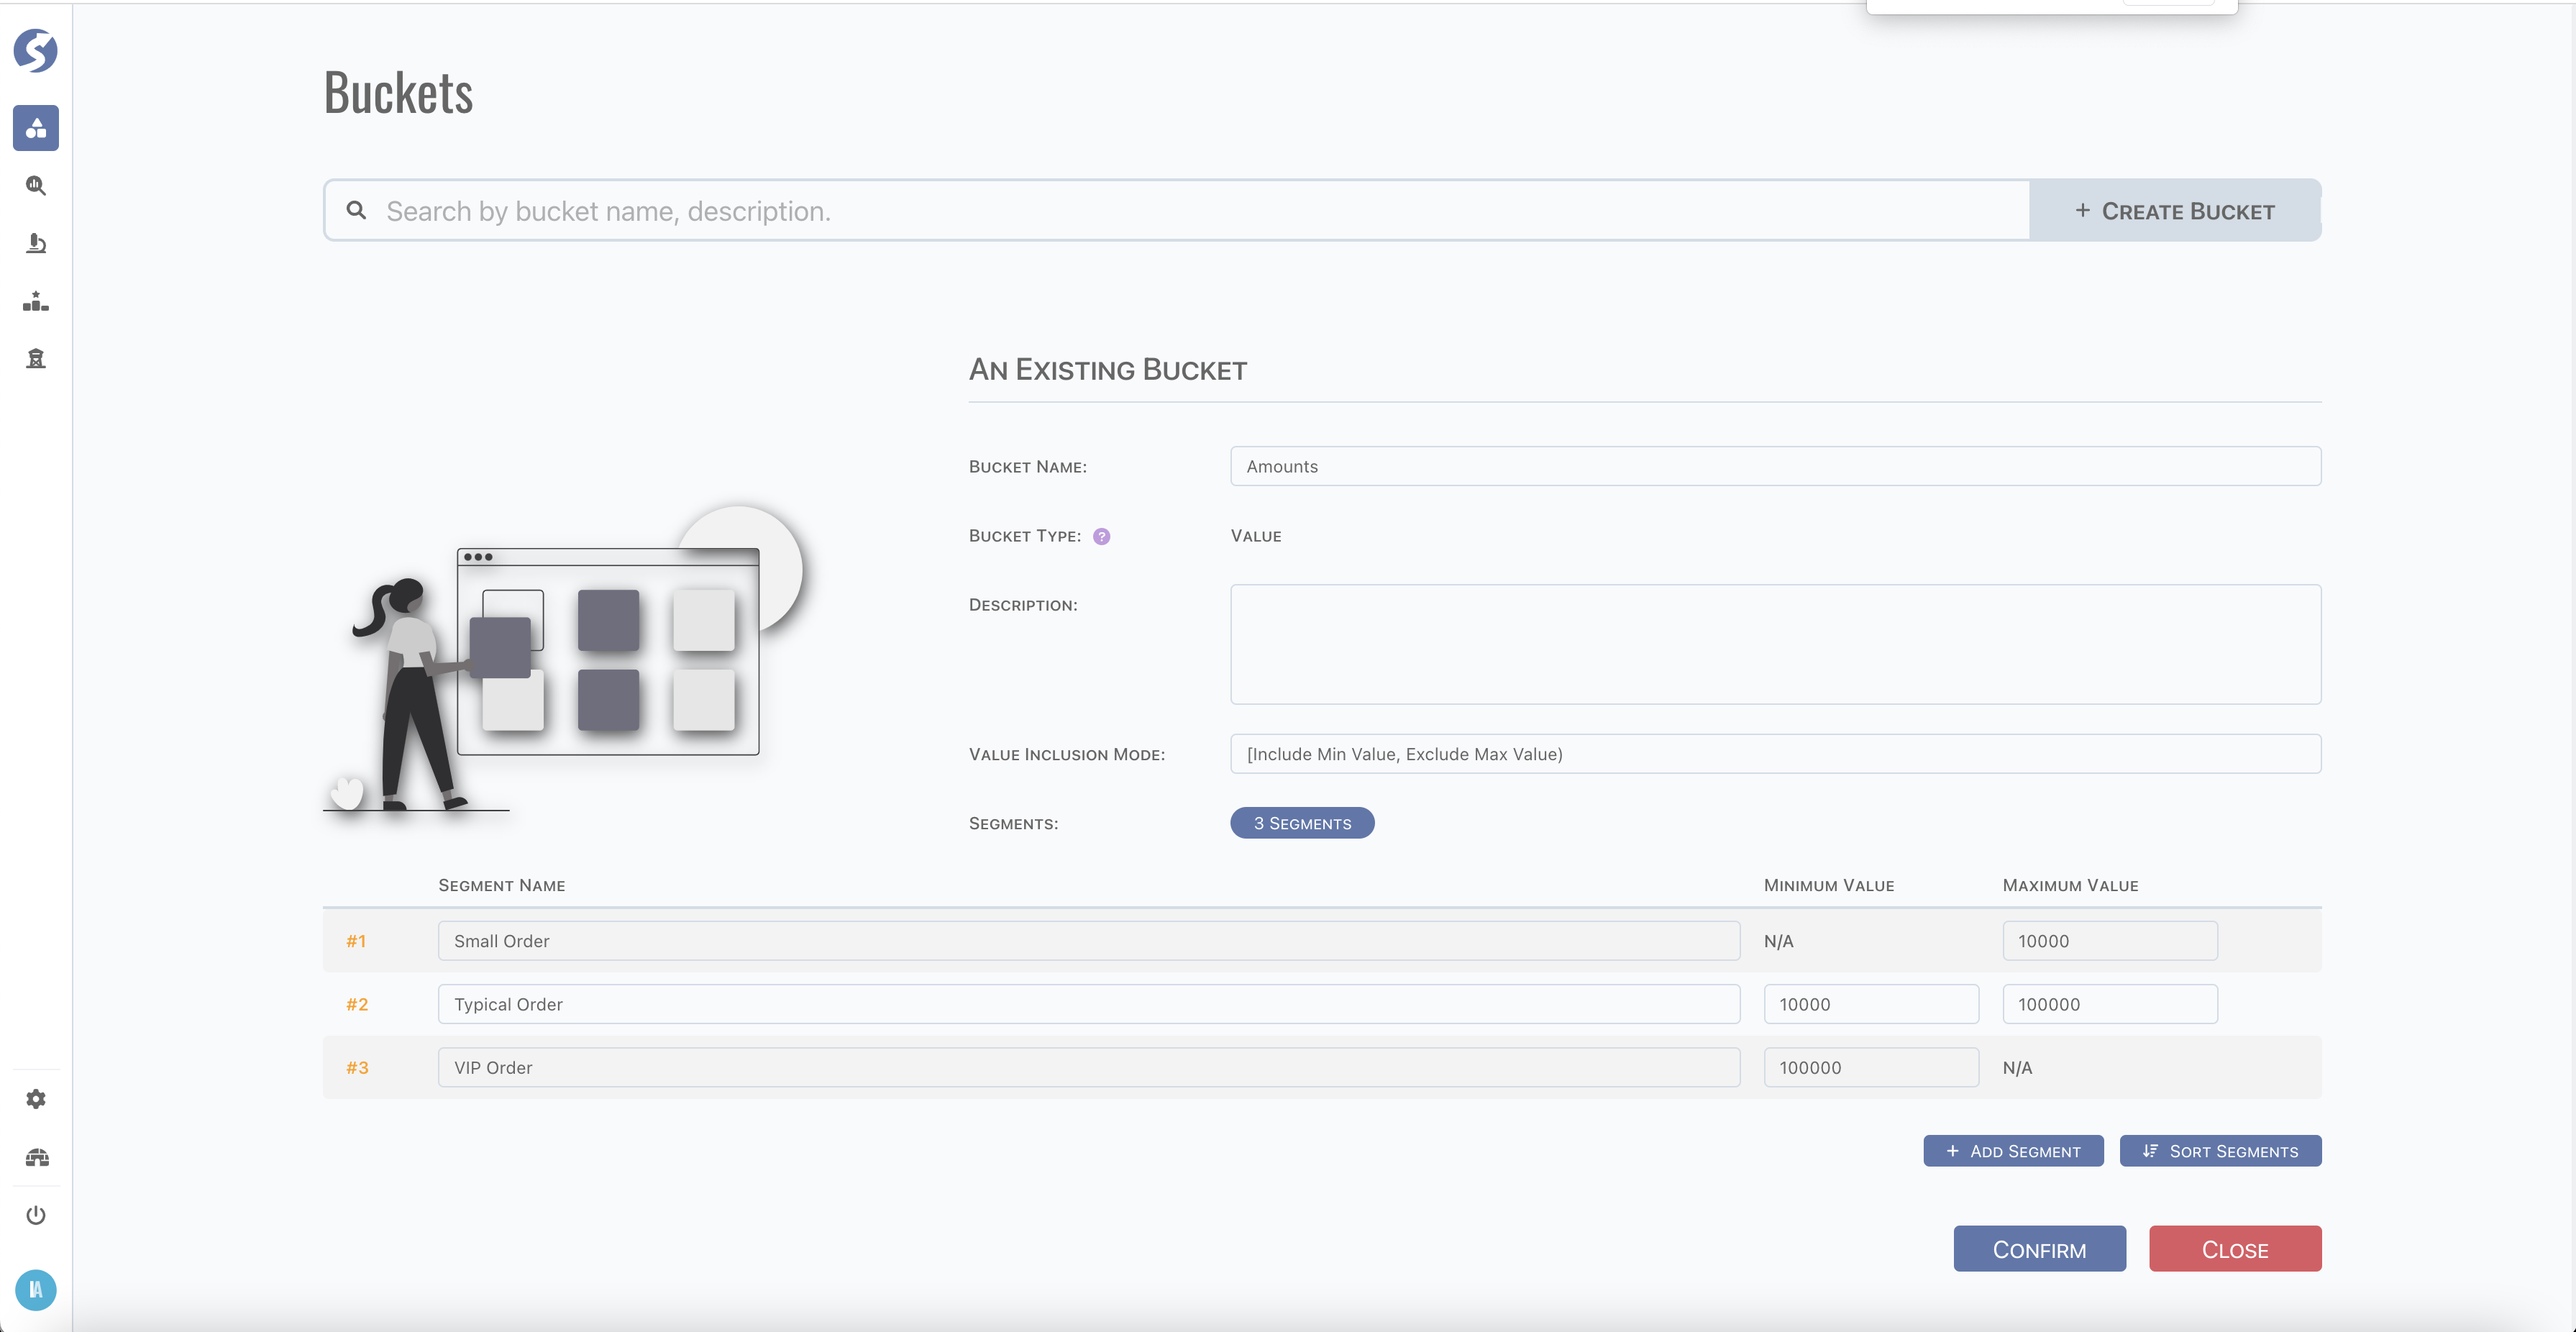 Buckets
Search by bucket name, description.
+ Create Bucket
An Existing Bucket
Bucket Name:
Amounts
Bucket Type: ?
Value
Description:
Value Inclusion Mode:
[Include Min Value, Exclude Max Value)
Segments:
3 Segments
Segment Name
Minimum Value
Maximum Value
#1 Small Order N/A 10000
#2 Typical Order 10000 100000
#3 VIP Order 100000 N/A
+ Add Segment
Sort Segments
Confirm
Close
IA